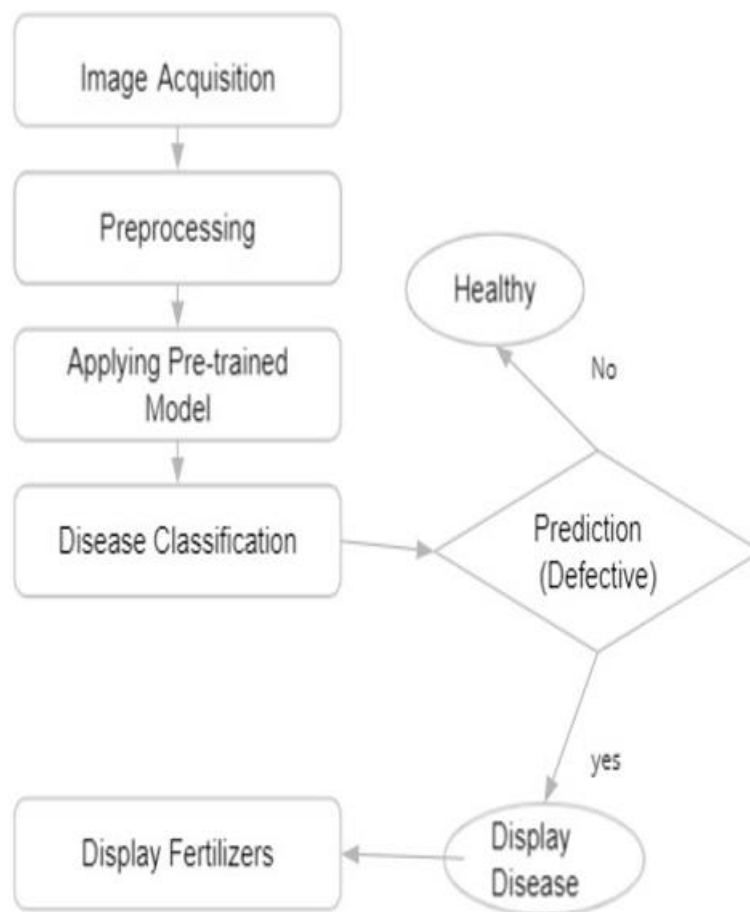 Image Acquisition
Preprocessing
Applying Pre-trained
Model
Disease Classification
Prediction
(Defective)
No
Healthy
yes
Display
Disease
Display Fertilizers